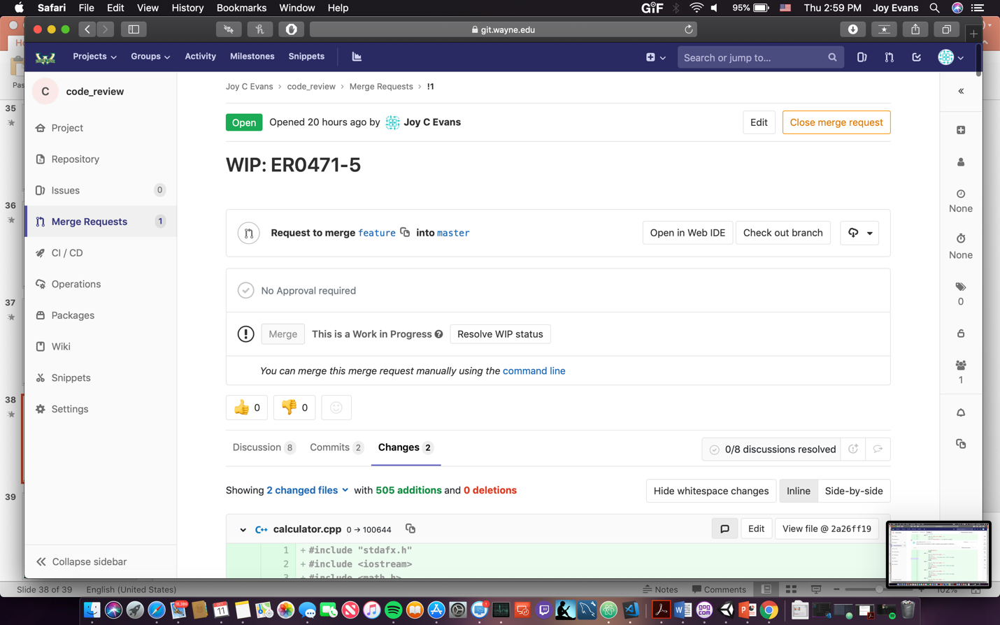 Safari File Edit View History Bookmarks Window Help
GIF 95% Thu 2:59 PM Joy Evans
git.wayne.edu
Projects Groups Activity Milestones Snippets
Search or jump to...
C code_review
Project
Repository
Issues 0
Merge Requests 1
CI / CD
Operations
Packages
Wiki
Snippets
Settings
Collapse sidebar
Joy C Evans > code_review > Merge Requests > !1
Open Opened 20 hours ago by Joy C Evans
Edit Close merge request
WIP: ER0471-5
Request to merge feature into master
Open in Web IDE Check out branch
No Approval required
Merge This is a Work in Progress Resolve WIP status
You can merge this merge request manually using the command line
0 0
Discussion 8 Commits 2 Changes 2
0/8 discussions resolved
Showing 2 changed files with 505 additions and 0 deletions
Hide whitespace changes Inline Side-by-side
C++ calculator.cpp 0 → 100644
Edit View file @ 2a26ff19
1 + #include "stdafx.h"
2 + #include <iostream>
3 + #include <math.h>
None
None
0
1
Pas
35
36
37
38
39
Slide 38 of 39 English (United States)
Notes Comments 102%
OCT
11